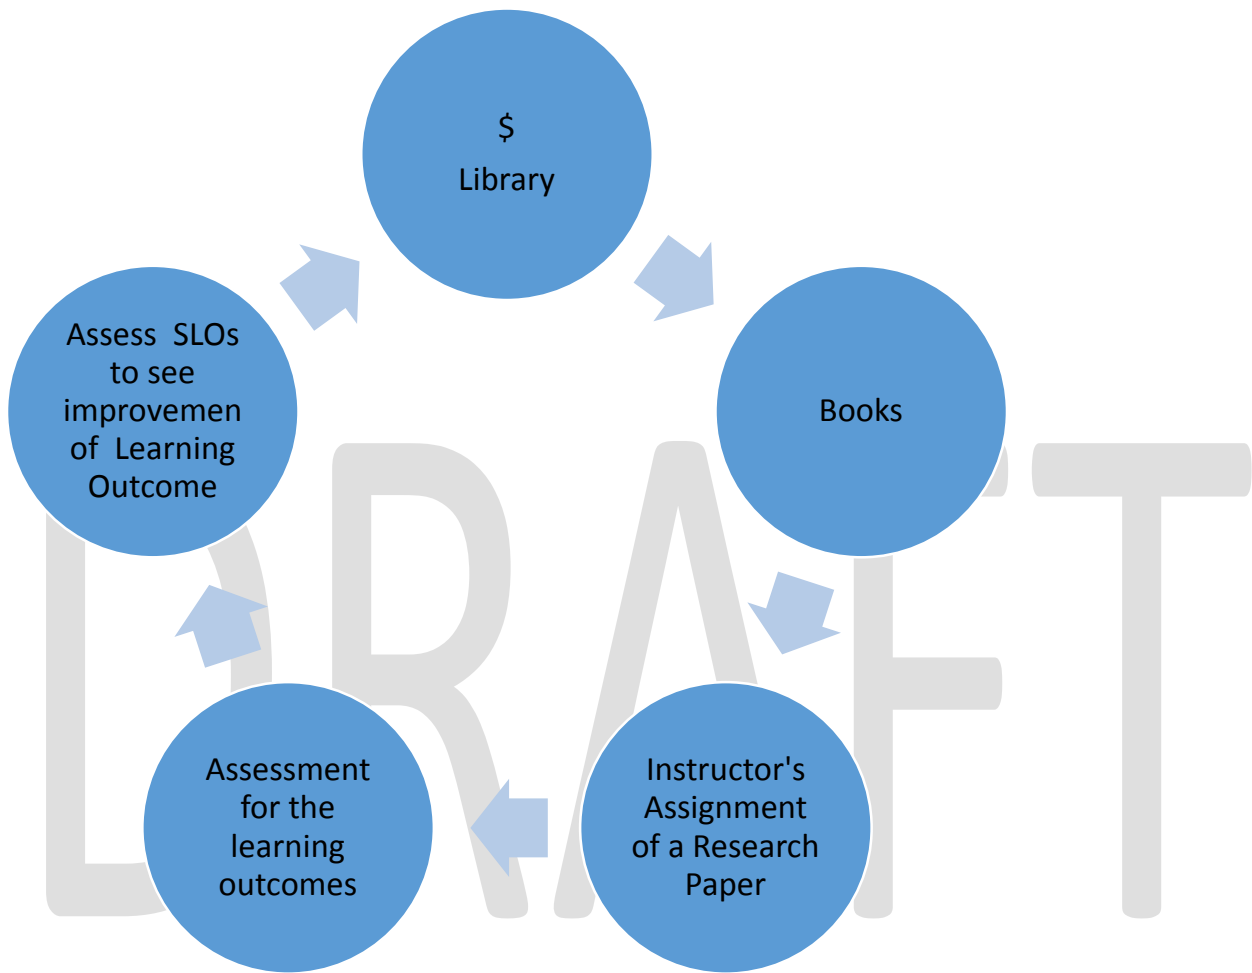 $
Library
Books
Instructor's
Assignment
of a Research
Paper
Assessment
for the
learning
outcomes
Assess SLOs
to see
improvemen
of Learning
Outcome
DRAFT